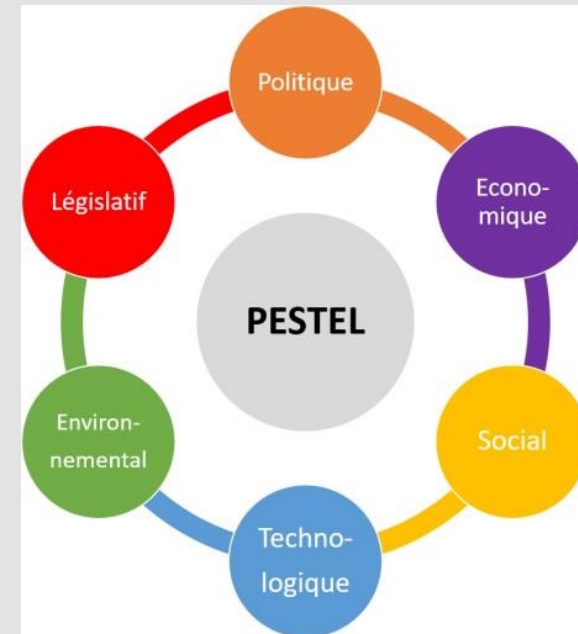 Politique
Econo-
mique
Social
Techno-
logique
Environ-
nemental
Législatif
PESTEL